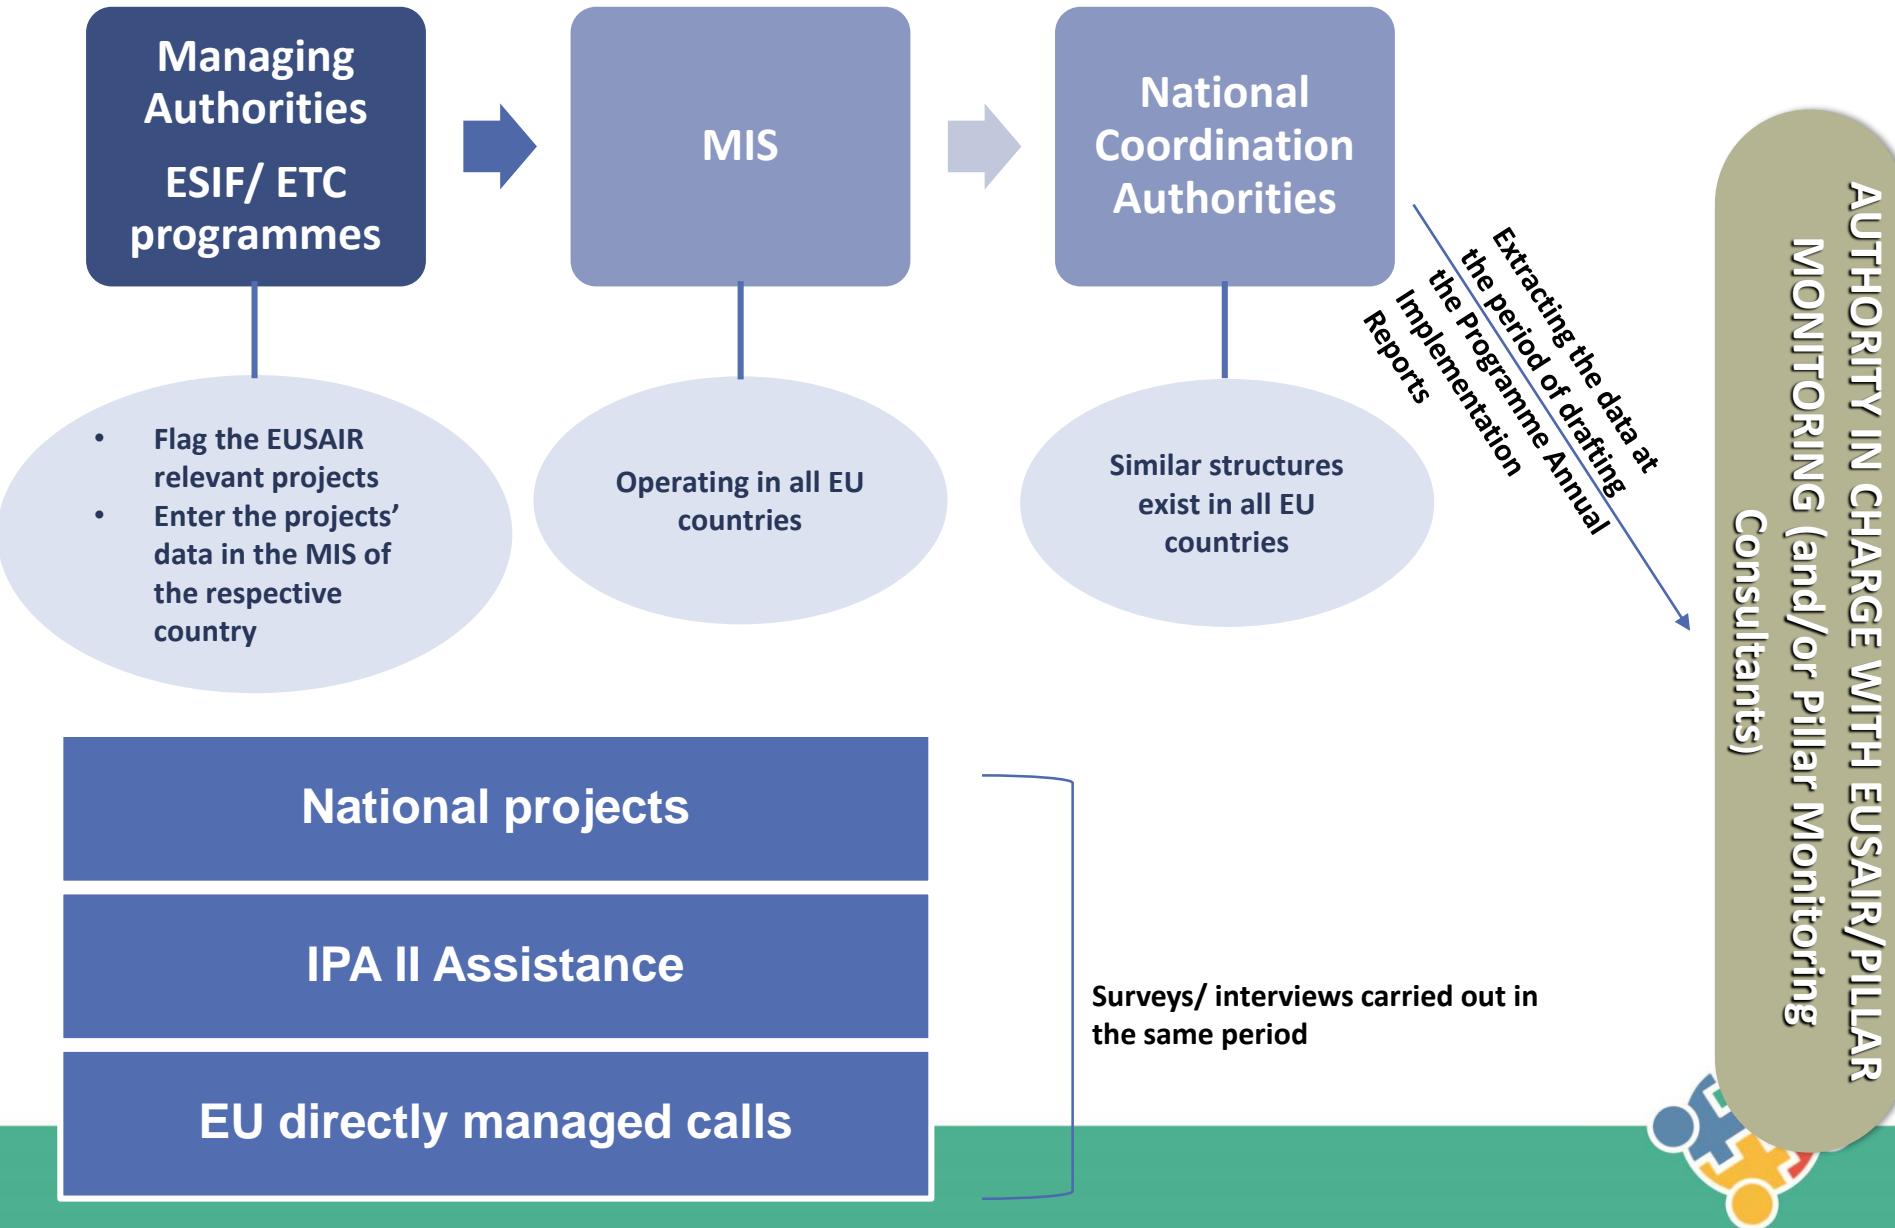 Managing
Authorities
ESIF/ ETC
programmes
MIS
National
Coordination
Authorities
• Flag the EUSAIR
relevant projects
• Enter the projects’
data in the MIS of
the respective
country
Operating in all EU
countries
Similar structures
exist in all EU
countries
Extracting the data at
the period of drafting
the Programme Annual
Implementation
Reports
AUTHORITY IN CHARGE WITH EUSAIR/PILLAR
MONITORING (and/or Pillar Monitoring
Consultants)
National projects
IPA II Assistance
EU directly managed calls
Surveys/ interviews carried out in
the same period